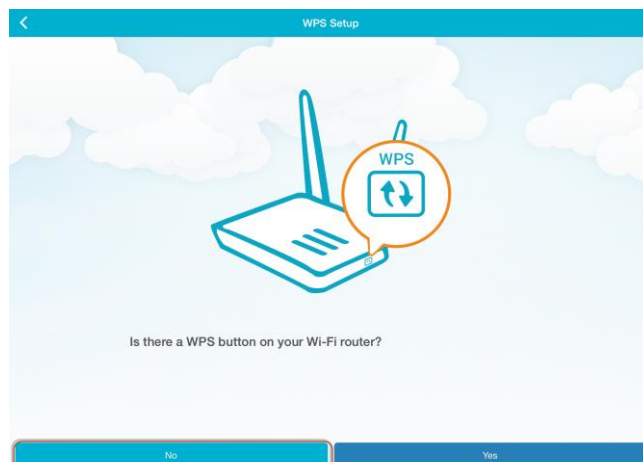 WPS Setup
WPS
Is there a WPS button on your Wi-Fi router?
No
Yes